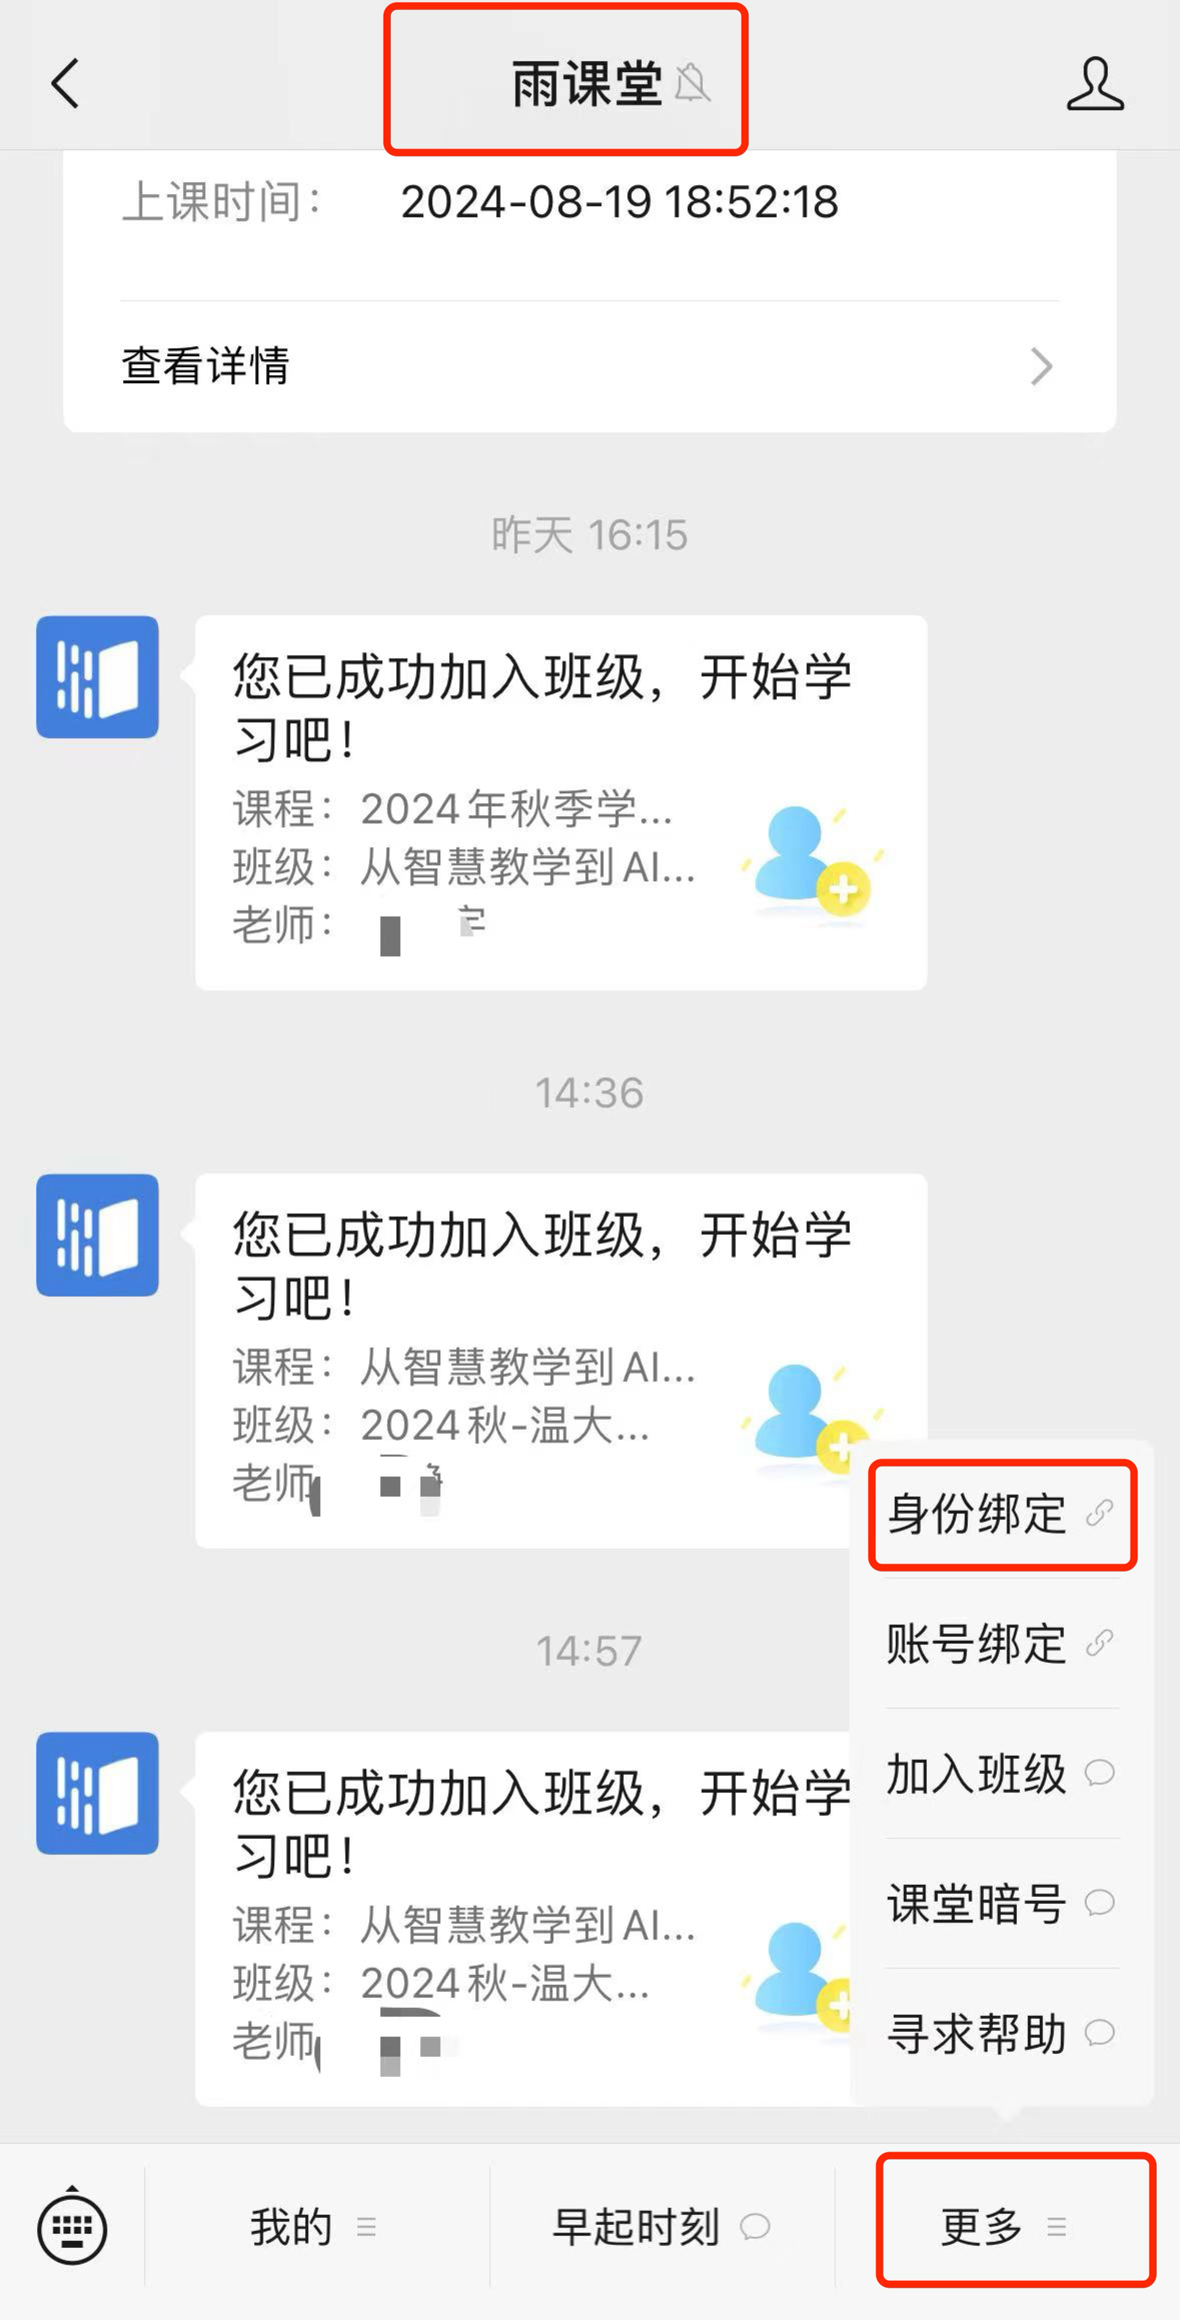 雨课堂
上课时间： 2024-08-19 18:52:18
查看详情
昨天 16:15
您已成功加入班级，开始学
习吧！
课程：2024年秋季学...
班级：从智慧教学到AI...
老师：
14:36
您已成功加入班级，开始学
习吧！
课程：从智慧教学到AI...
班级：2024秋-温大...
老师
14:57
您已成功加入班级，开始学
习吧！
课程：从智慧教学到AI...
班级：2024秋-温大...
老师
身份绑定
账号绑定
加入班级
课堂暗号
寻求帮助
我的
早起时刻
更多